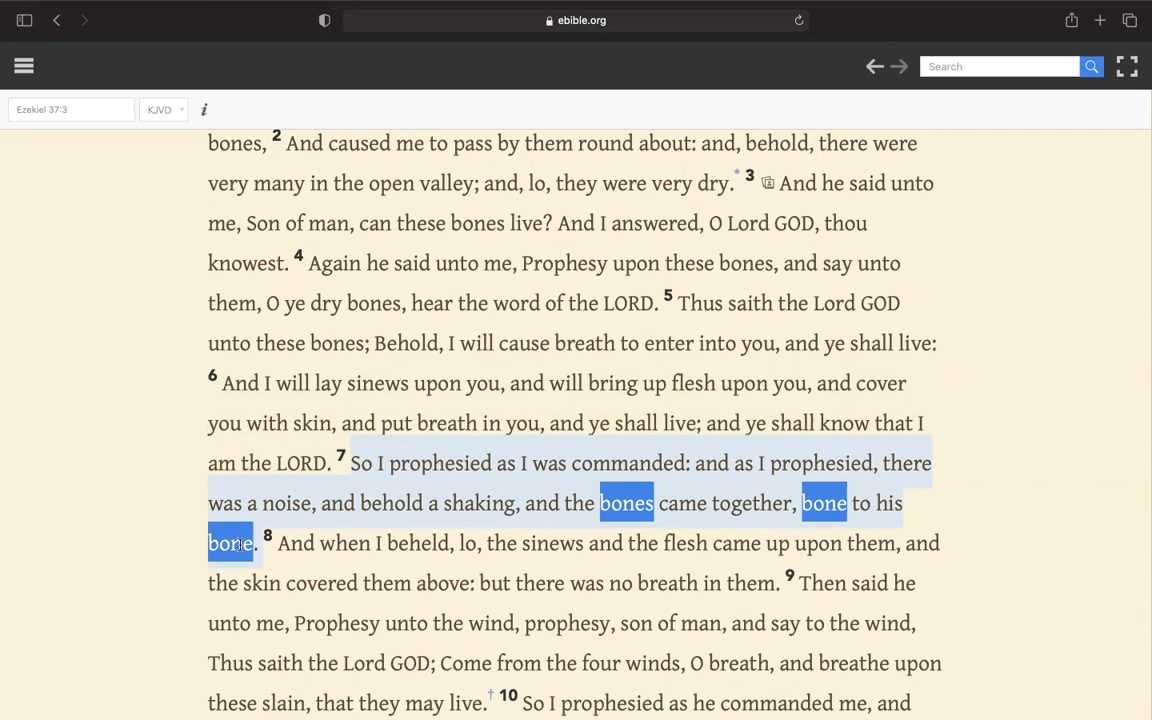 ebible.org
Search
Ezekiel 37:3
KJVD
i
bones, 2 And caused me to pass by them round about: and, behold, there were
very many in the open valley; and, lo, they were very dry.* 3 And he said unto
me, Son of man, can these bones live? And I answered, O Lord GOD, thou
knowest. 4 Again he said unto me, Prophesy upon these bones, and say unto
them, O ye dry bones, hear the word of the LORD. 5 Thus saith the Lord GOD
unto these bones; Behold, I will cause breath to enter into you, and ye shall live:
6 And I will lay sinews upon you, and will bring up flesh upon you, and cover
you with skin, and put breath in you, and ye shall live; and ye shall know that I
am the LORD. 7 So I prophesied as I was commanded: and as I prophesied, there
was a noise, and behold a shaking, and the bones came together, bone to his
bone. 8 And when I beheld, lo, the sinews and the flesh came up upon them, and
the skin covered them above: but there was no breath in them. 9 Then said he
unto me, Prophesy unto the wind, prophesy, son of man, and say to the wind,
Thus saith the Lord GOD; Come from the four winds, O breath, and breathe upon
these slain, that they may live.† 10 So I prophesied as he commanded me, and